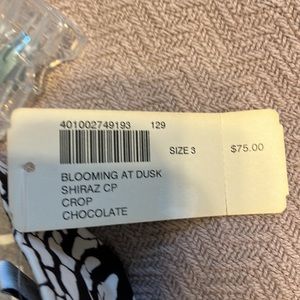 401002749193 129
SIZE 3 $75.00
BLOOMING AT DUSK
SHIRAZ CP
CROP
CHOCOLATE